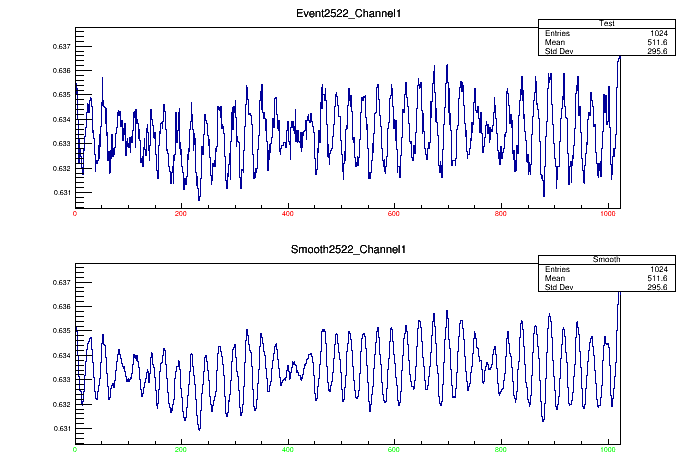 Event2522_Channel1
Test
Entries 1024
Mean 511.6
Std Dev 295.6
0.637
0.636
0.635
0.634
0.633
0.632
0.631
0 200 400 600 800 1000
Smooth2522_Channel1
Smooth
Entries 1024
Mean 511.6
Std Dev 295.6
0.637
0.636
0.635
0.634
0.633
0.632
0.631
0 200 400 600 800 1000